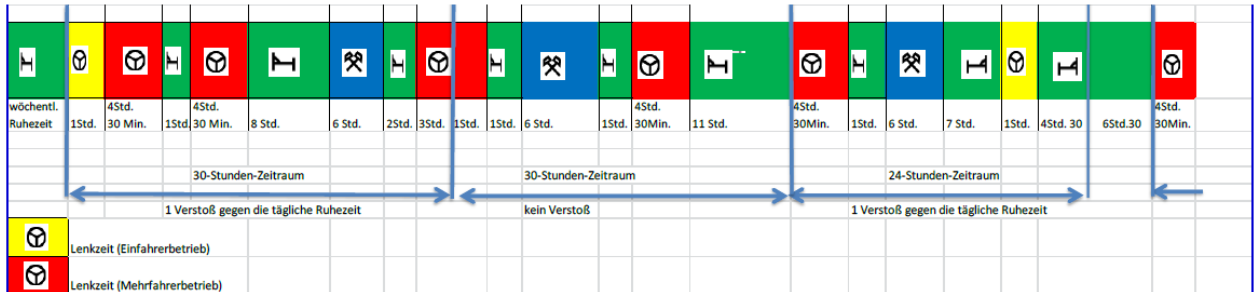 4Std. 4Std. 4Std. 4Std. 4Std.
wöchentl.
Ruhezeit 1Std. 30 Min. 1Std. 30 Min. 8 Std. 6 Std. 2Std. 3Std. 1Std. 1Std. 6 Std. 1Std. 30Min. 11 Std. 30Min. 1Std. 6 Std. 7 Std. 1Std. 4Std. 30 6Std.30 30Min.
30-Stunden-Zeitraum 30-Stunden-Zeitraum 24-Stunden-Zeitraum
1 Verstoß gegen die tägliche Ruhezeit kein Verstoß 1 Verstoß gegen die tägliche Ruhezeit
Lenkzeit (Einfahrerbetrieb)
Lenkzeit (Mehrfahrerbetrieb)